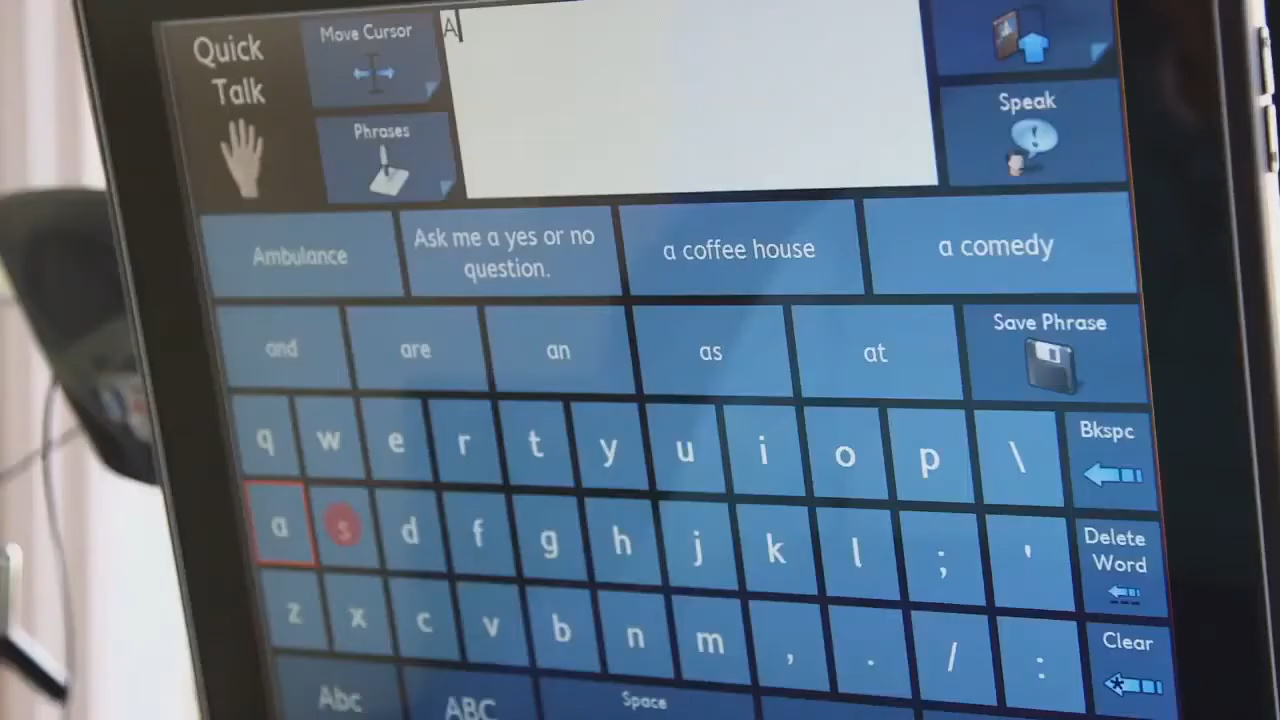 Quick
Talk
Move Cursor
Phrases
A
Speak
Ambulance
Ask me a yes or no
question.
a coffee house
a comedy
and
are
an
as
at
Save Phrase
q w e r t y u i o p \
Bkspc
a s d f g h j k l ; '
Delete
Word
z x c v b n m , . / :
Clear
Abc
ABC
Space